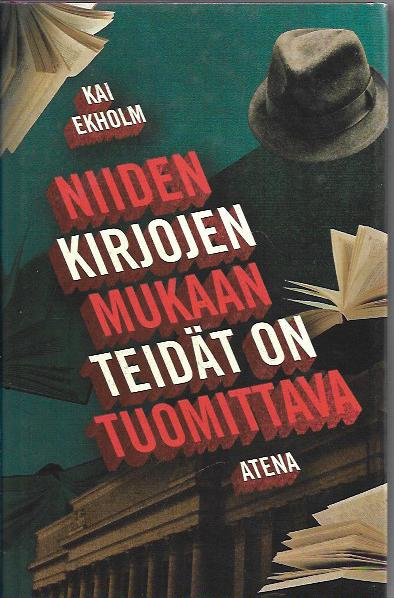 KAI
EKHOLM
NIIDEN
KIRJOJEN
MUKAAN
TEIDÄT ON
TUOMITTAVA
ATENA